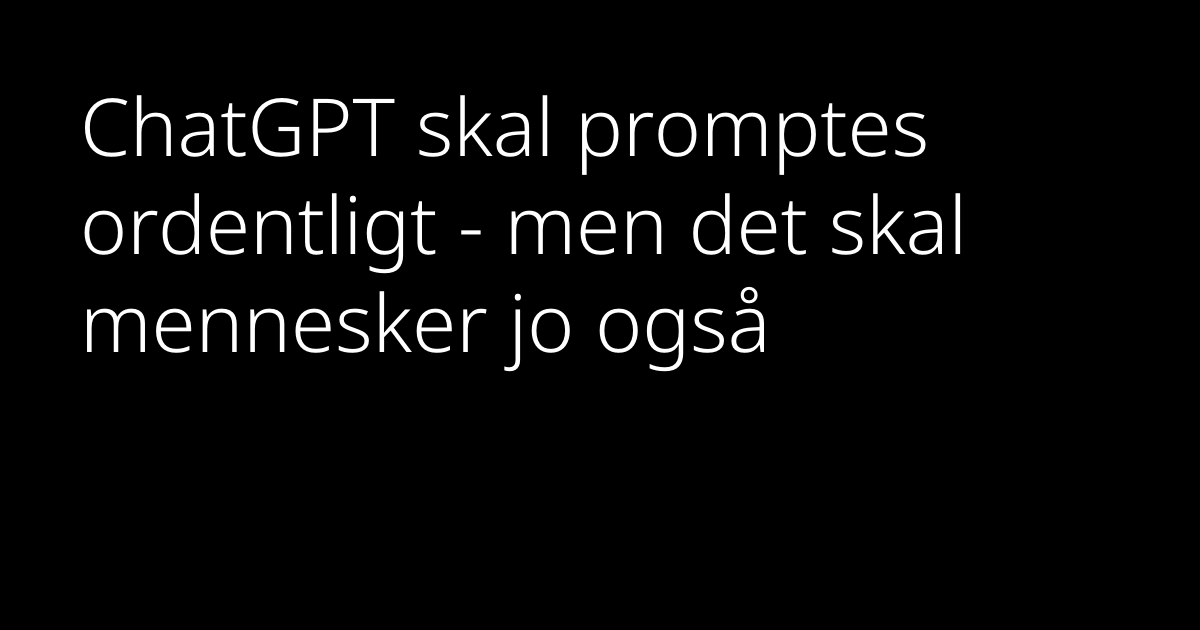 ChatGPT skal promptes
ordentligt - men det skal
mennesker jo også